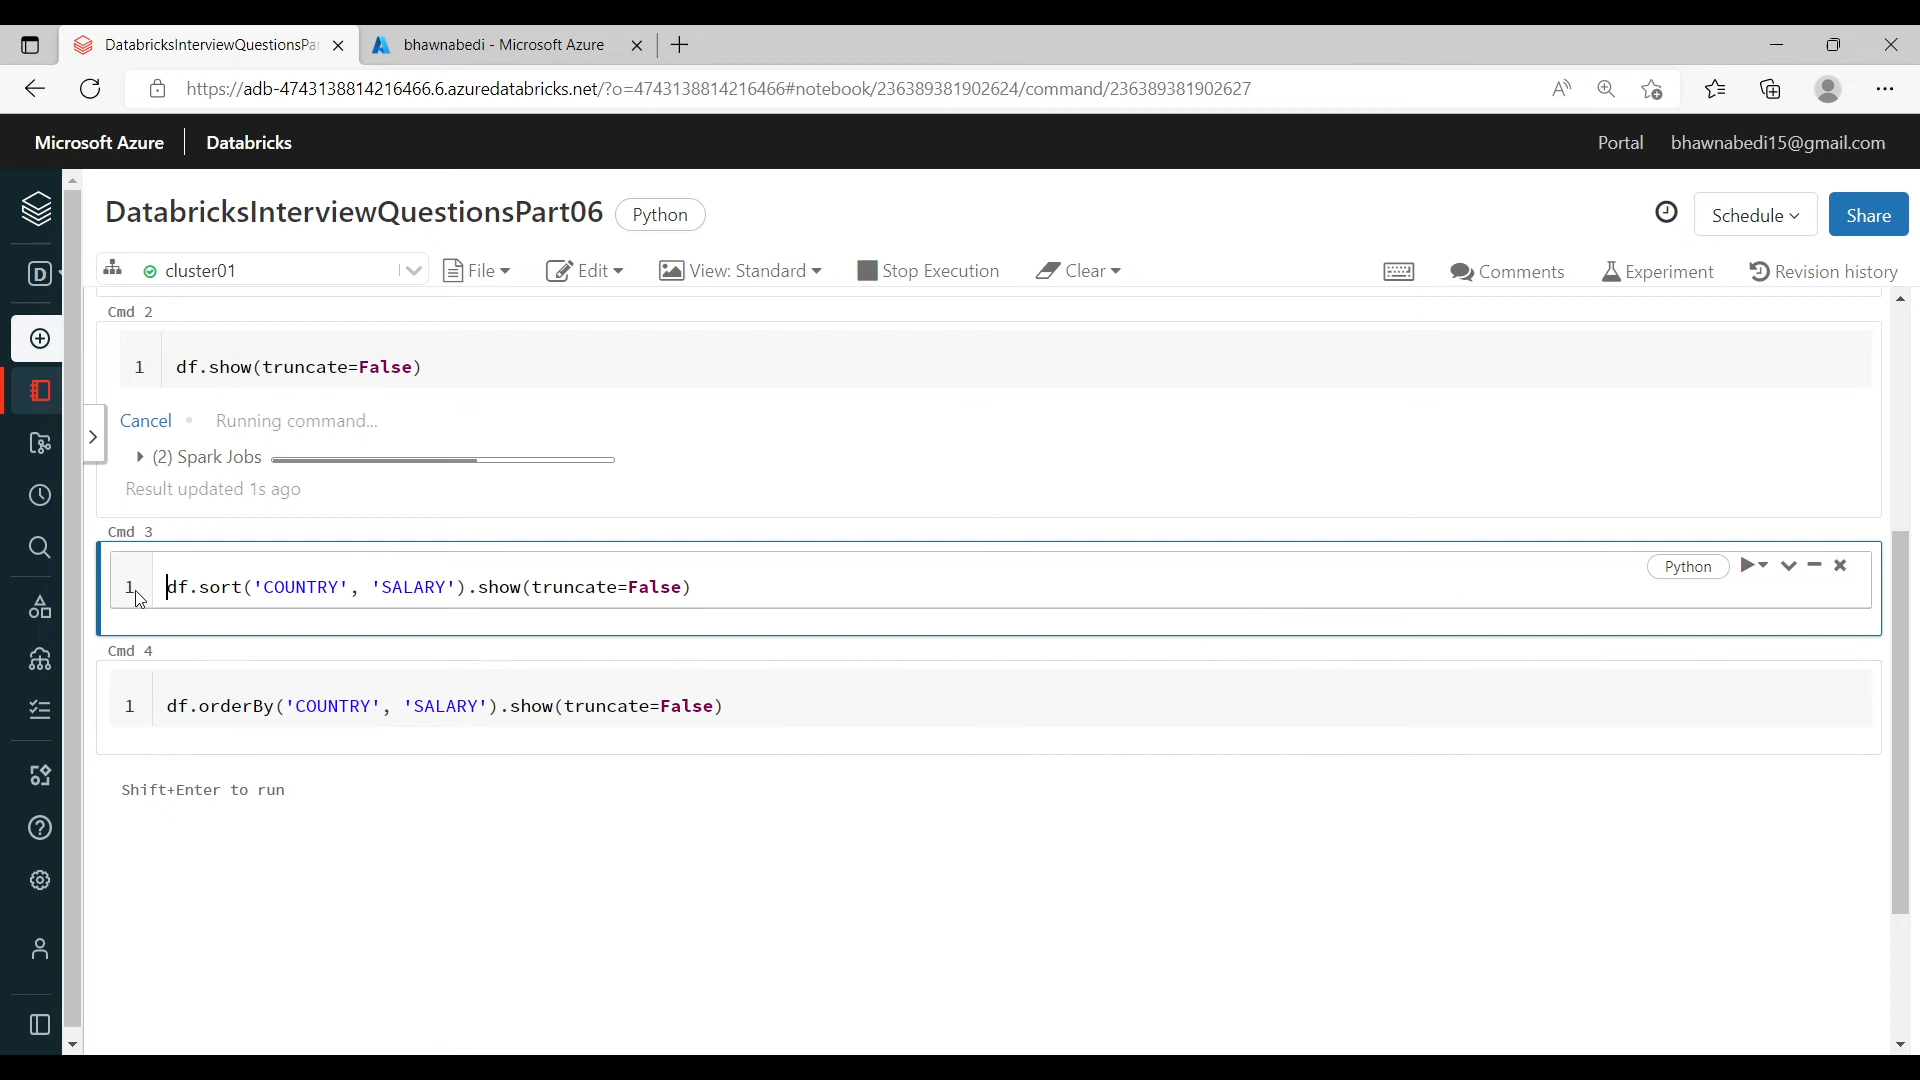 DatabricksInterviewQuestionsPar
bhawnabedi - Microsoft Azure
https://adb-4743138814216466.6.azuredatabricks.net/?o=4743138814216466#notebook/236389381902624/command/236389381902627
Microsoft Azure
Databricks
Portal
bhawnabedi15@gmail.com
D
DatabricksInterviewQuestionsPart06
Python
Schedule
Share
cluster01
File
Edit
View: Standard
Stop Execution
Clear
Comments
Experiment
Revision history
Cmd 2
1 df.show(truncate=False)
Cancel
Running command...
(2) Spark Jobs
Result updated 1s ago
Cmd 3
Python
1 df.sort('COUNTRY', 'SALARY').show(truncate=False)
Cmd 4
1 df.orderBy('COUNTRY', 'SALARY').show(truncate=False)
Shift+Enter to run